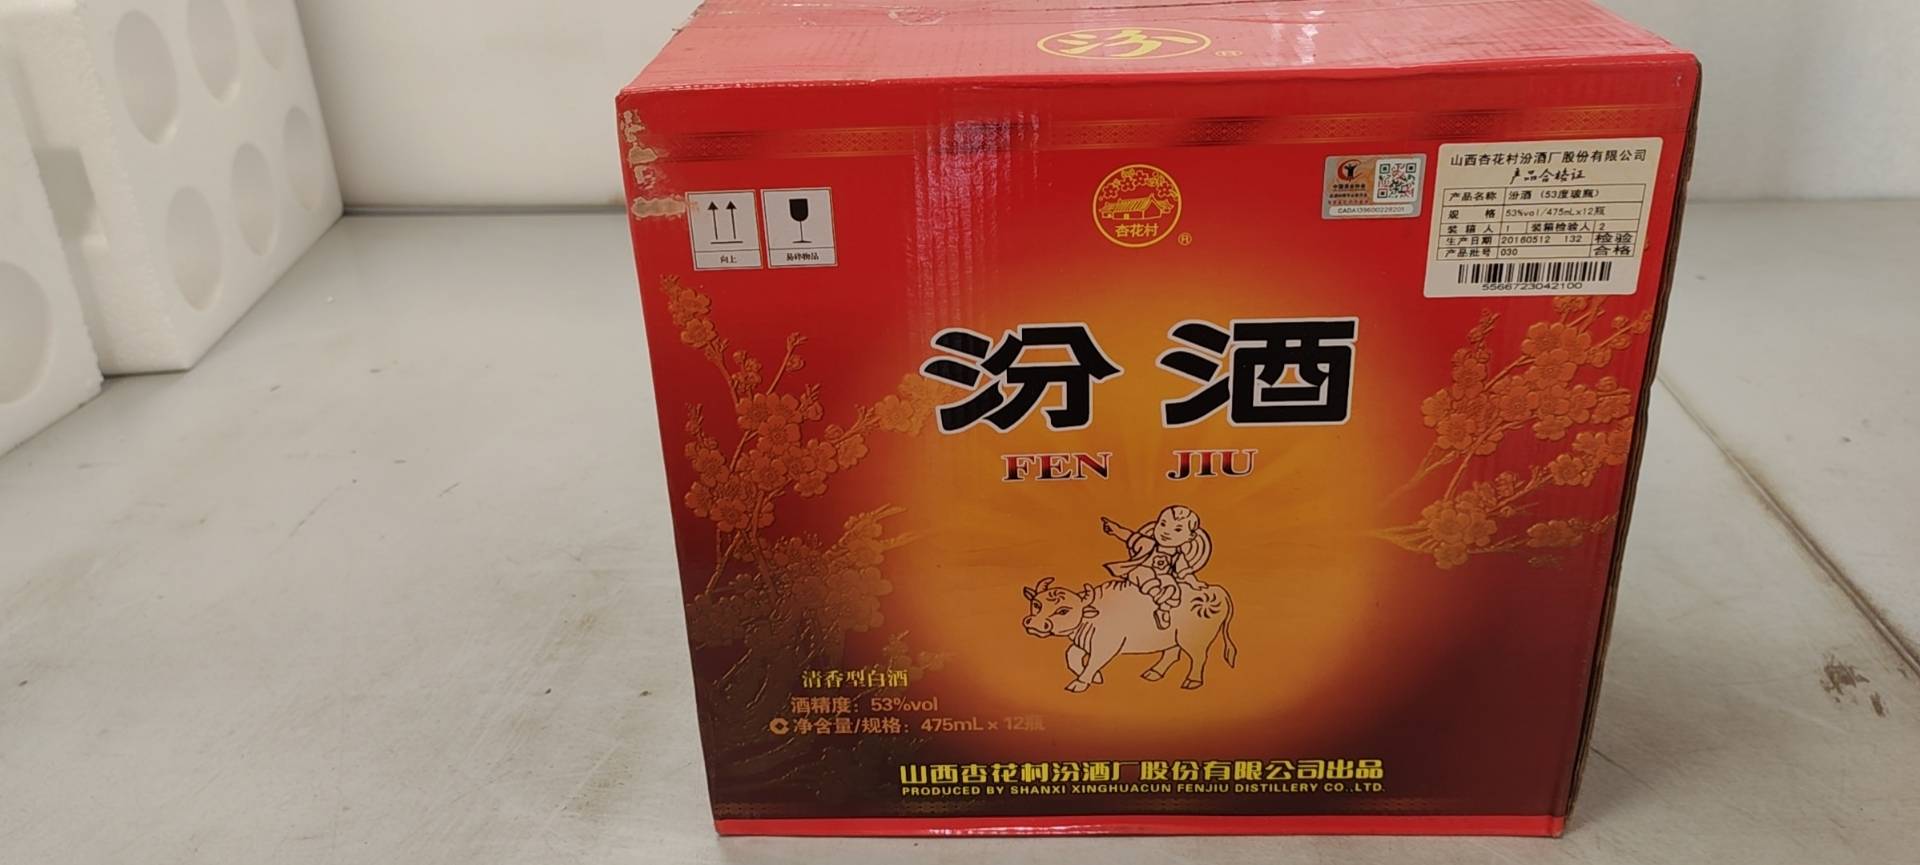 汾
山西杏花村汾酒厂股份有限公司
产品合格证
产品名称 汾酒（53度玻瓶）
规 格 53%vol/475mL×12瓶
装箱人 1 装箱检验人 2
生产日期 20160512 132 检验
产品批号 030 合格
5566723042100
CADA139600228201
杏花村
®
向上
易碎物品
汾酒
FEN JIU
清香型白酒
酒精度：53%vol
净含量/规格：475mL×12瓶
山西杏花村汾酒厂股份有限公司出品
PRODUCED BY SHANXI XINGHUACUN FENJIU DISTILLERY CO.,LTD.